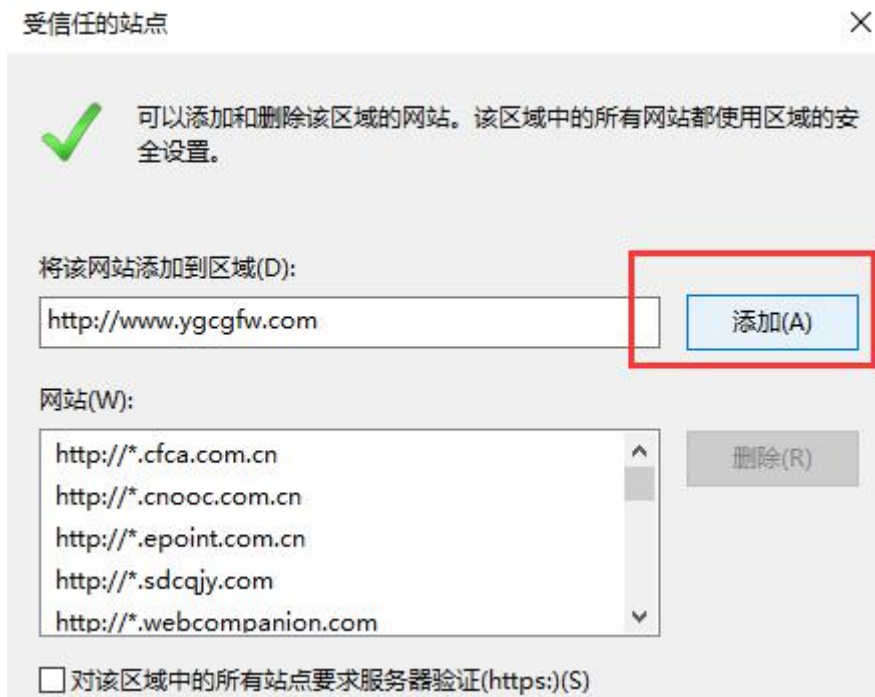 受信任的站点
可以添加和删除该区域的网站。该区域中的所有网站都使用区域的安
全设置。
将该网站添加到区域(D):
http://www.ygcgfw.com
添加(A)
网站(W):
http://*.cfca.com.cn
http://*.cnooc.com.cn
http://*.epoint.com.cn
http://*.sdcqjy.com
http://*.webcompanion.com
删除(R)
对该区域中的所有站点要求服务器验证(https:)(S)